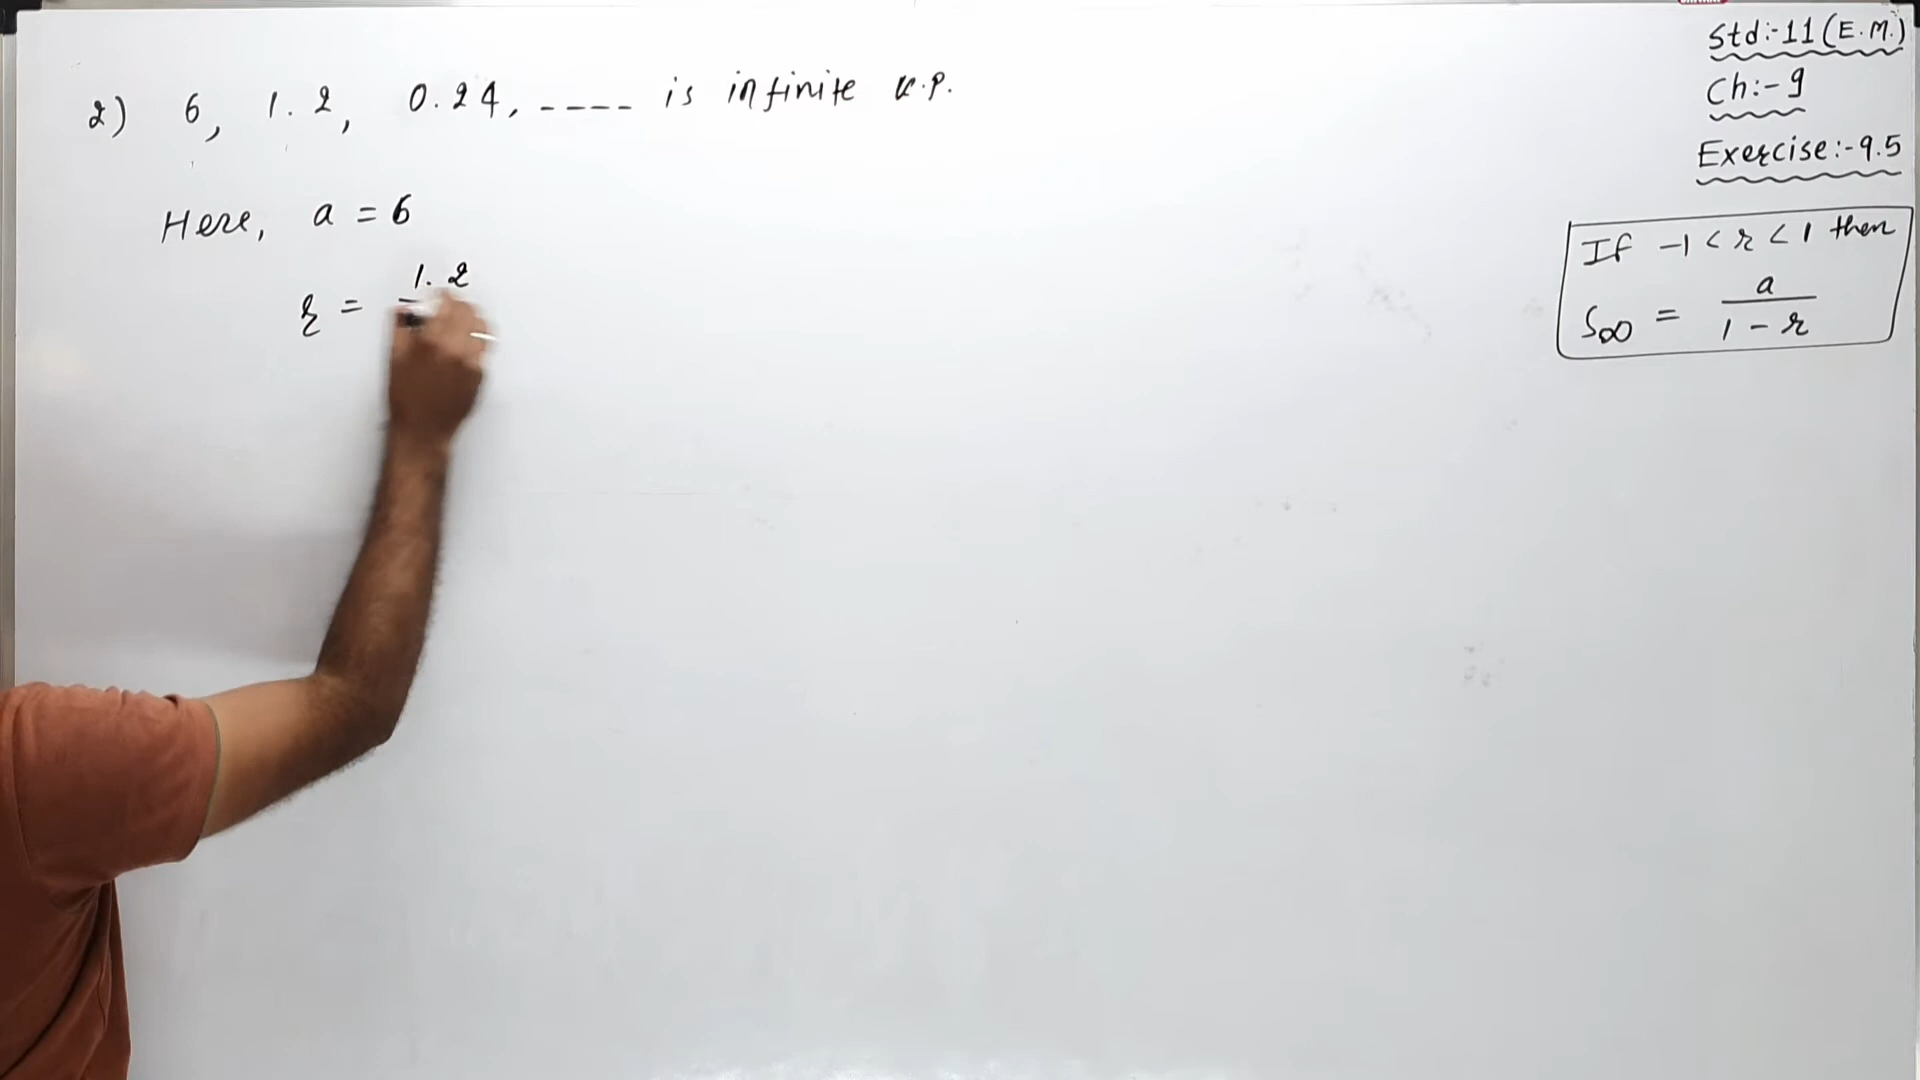 2) 6, 1.2, 0.24, ---- is infinite G.P.
Here, a = 6
r = 1.2
Std:-11 (E.M.)
Ch:-9
Exercise:-9.5
If -1 < r < 1 then
S∞ = a / 1 - r